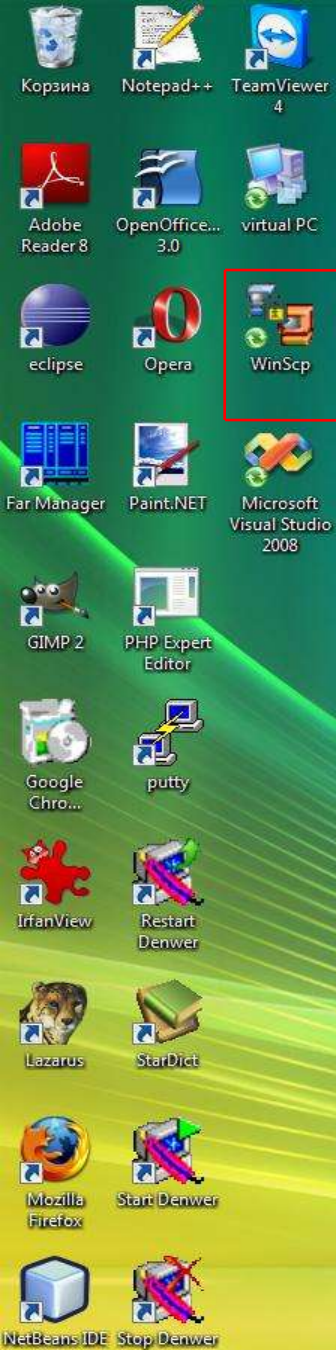 Корзина
Notepad++
TeamViewer
4
Adobe
Reader 8
OpenOffice...
3.0
virtual PC
eclipse
Opera
WinScp
Far Manager
Paint.NET
Microsoft
Visual Studio
2008
GIMP 2
PHP Expert
Editor
Google
Chro...
putty
IrfanView
Restart
Denwer
Lazarus
StarDict
Mozilla
Firefox
Start Denwer
NetBeans IDE
Stop Denwer